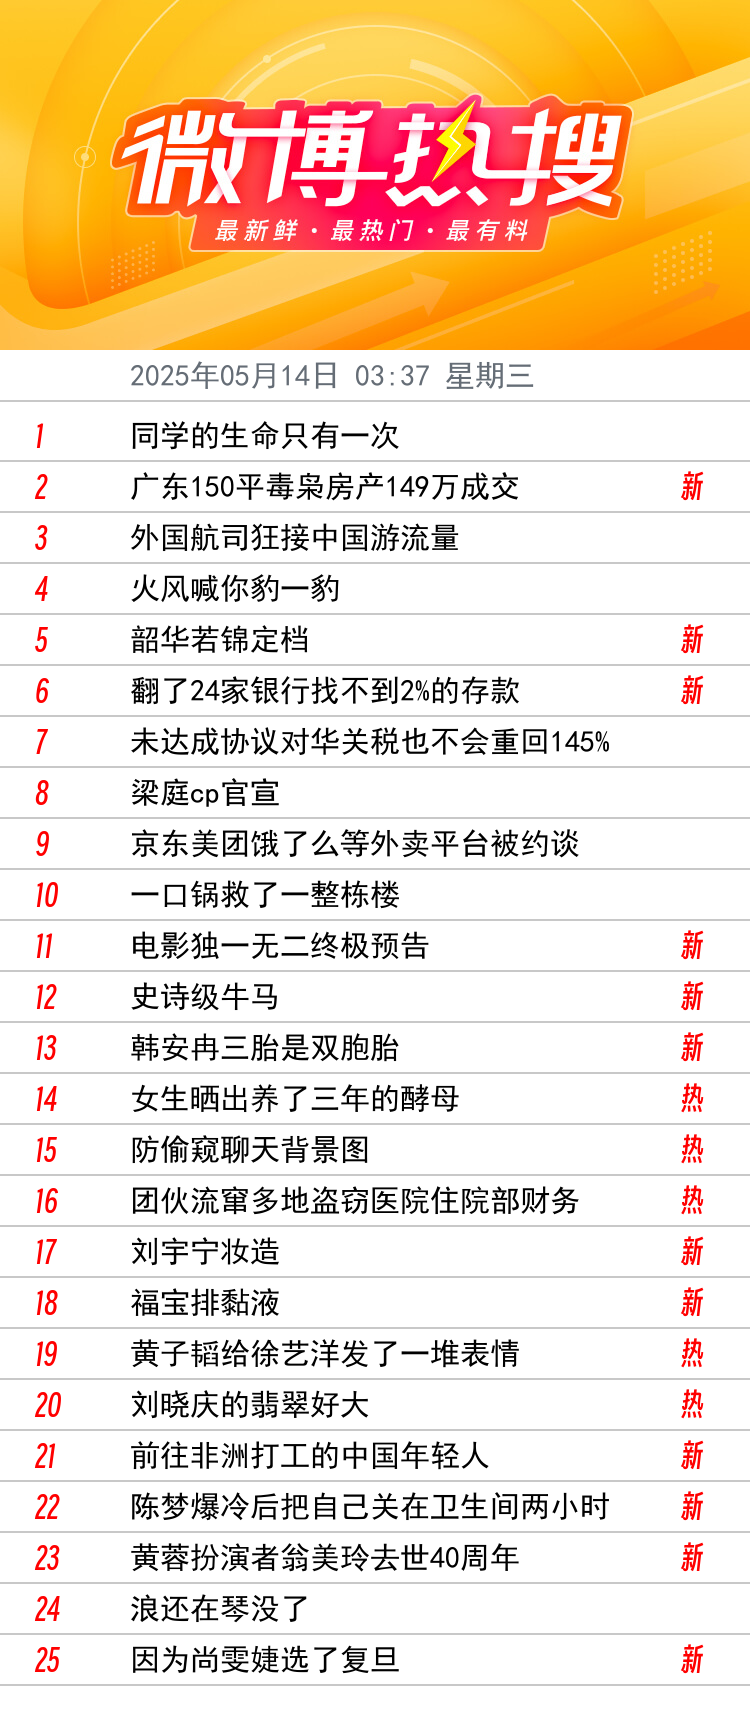 微博热搜
最新鲜·最热门·最有料
2025年05月14日 03:37 星期三
1 同学的生命只有一次
2 广东150平毒枭房产149万成交 新
3 外国航司狂接中国游流量
4 火风喊你豹一豹
5 韶华若锦定档 新
6 翻了24家银行找不到2%的存款 新
7 未达成协议对华关税也不会重回145%
8 梁庭cp官宣
9 京东美团饿了么等外卖平台被约谈
10 一口锅救了一整栋楼
11 电影独一无二终极预告 新
12 史诗级牛马 新
13 韩安冉三胎是双胞胎 新
14 女生晒出养了三年的酵母 热
15 防偷窥聊天背景图 热
16 团伙流窜多地盗窃医院住院部财务 热
17 刘宇宁妆造 新
18 福宝排黏液 新
19 黄子韬给徐艺洋发了一堆表情 热
20 刘晓庆的翡翠好大 热
21 前往非洲打工的中国年轻人 新
22 陈梦爆冷后把自己关在卫生间两小时 新
23 黄蓉扮演者翁美玲去世40周年 新
24 浪还在琴没了
25 因为尚雯婕选了复旦 新